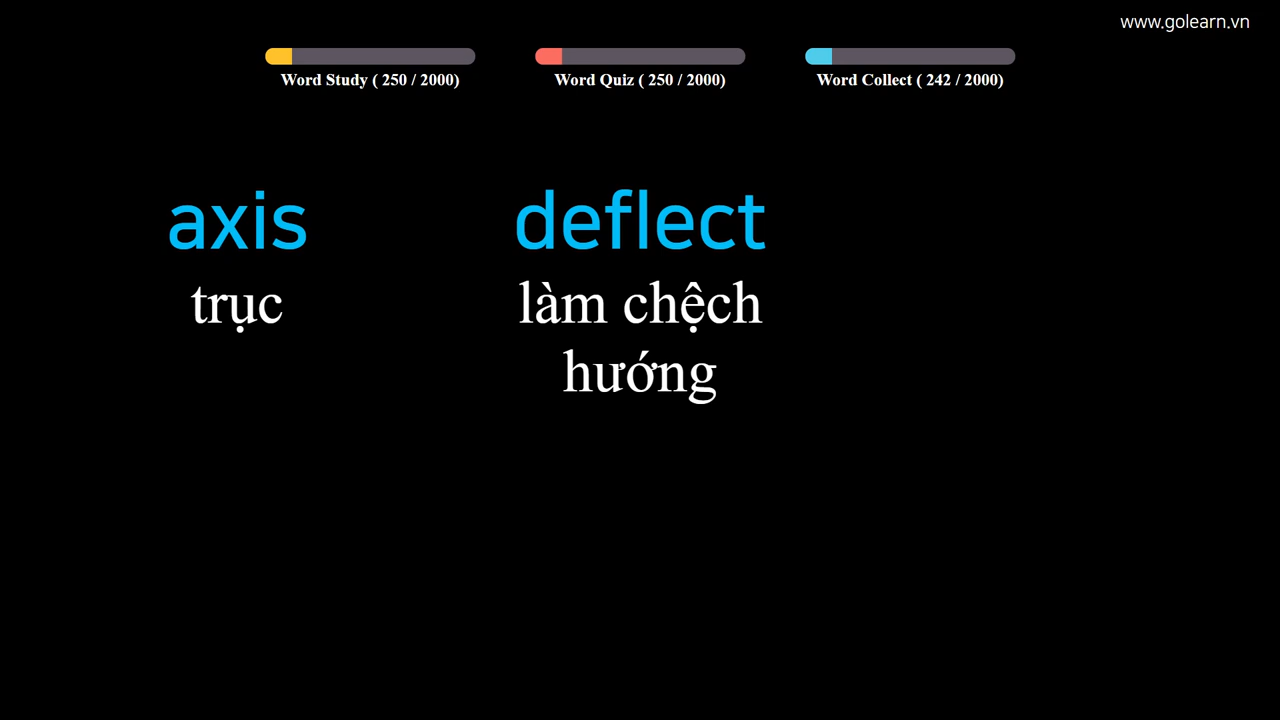 www.golearn.vn
Word Study ( 250 / 2000)
Word Quiz ( 250 / 2000)
Word Collect ( 242 / 2000)
axis
trục
deflect
làm chệch
hướng